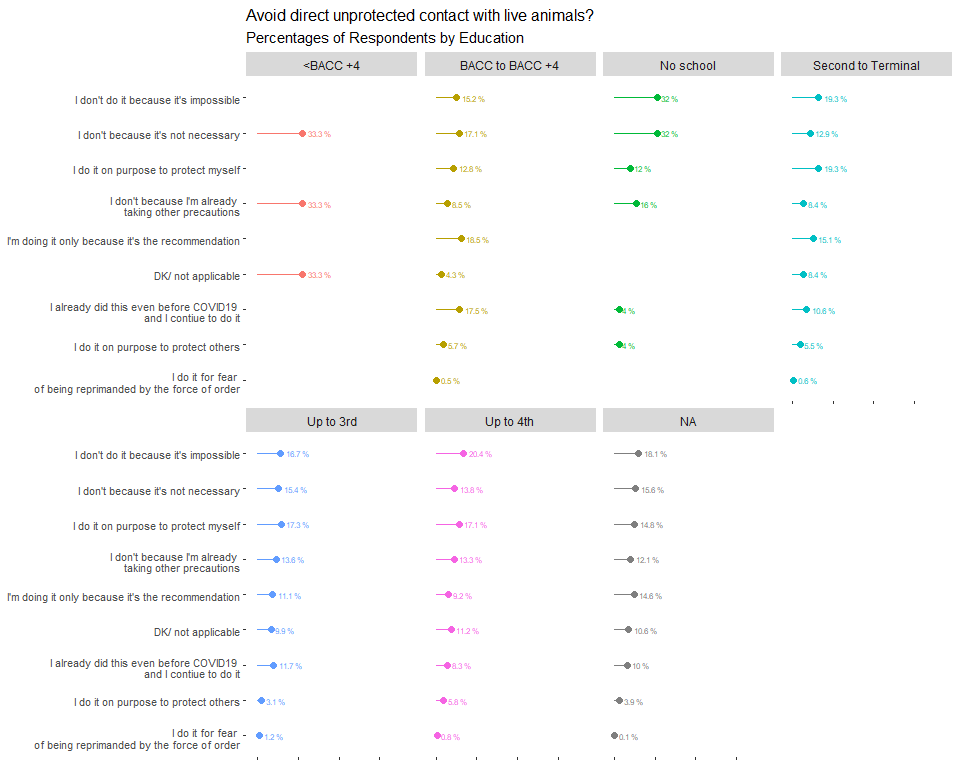 Avoid direct unprotected contact with live animals?
Percentages of Respondents by Education
<BACC +4
BACC to BACC +4
No school
Second to Terminal
I don't do it because it's impossible
15.2 %
32 %
19.3 %
I don't because it's not necessary
33.3 %
17.1 %
32 %
12.9 %
I do it on purpose to protect myself
12.8 %
12 %
19.3 %
I don't because I'm already
taking other precautions
33.3 %
8.5 %
16 %
8.4 %
I'm doing it only because it's the recommendation
18.5 %
15.1 %
DK/ not applicable
33.3 %
4.3 %
8.4 %
I already did this even before COVID19
and I contiue to do it
17.5 %
4 %
10.6 %
I do it on purpose to protect others
5.7 %
4 %
5.5 %
I do it for fear
of being reprimanded by the force of order
0.5 %
0.6 %
Up to 3rd
Up to 4th
NA
I don't do it because it's impossible
16.7 %
20.4 %
18.1 %
I don't because it's not necessary
15.4 %
13.8 %
15.6 %
I do it on purpose to protect myself
17.3 %
17.1 %
14.8 %
I don't because I'm already
taking other precautions
13.6 %
13.3 %
12.1 %
I'm doing it only because it's the recommendation
11.1 %
9.2 %
14.6 %
DK/ not applicable
9.9 %
11.2 %
10.6 %
I already did this even before COVID19
and I contiue to do it
11.7 %
8.3 %
10 %
I do it on purpose to protect others
3.1 %
5.8 %
3.9 %
I do it for fear
of being reprimanded by the force of order
1.2 %
0.8 %
0.1 %